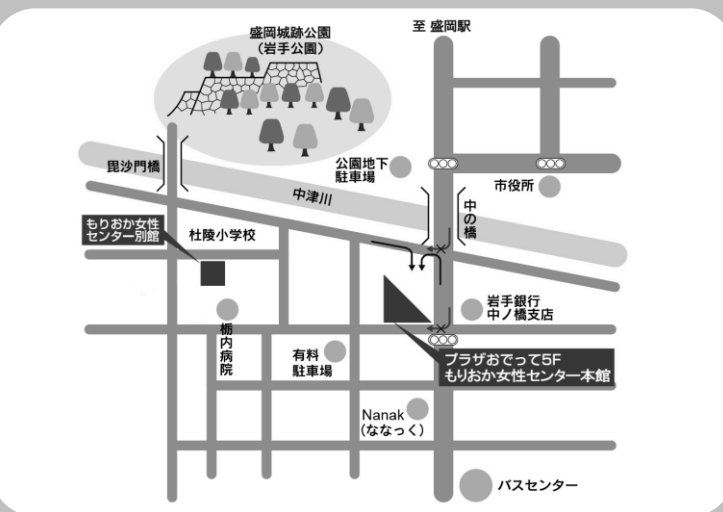 盛岡城跡公園
（岩手公園）
至 盛岡駅
毘沙門橋
公園地下
駐車場
市役所
中津川
中の橋
もりおか女性
センター別館
杜陵小学校
岩手銀行
中ノ橋支店
栃内病院
有料
駐車場
プラザおでって5F
もりおか女性センター本館
Nanak
（ななっく）
バスセンター